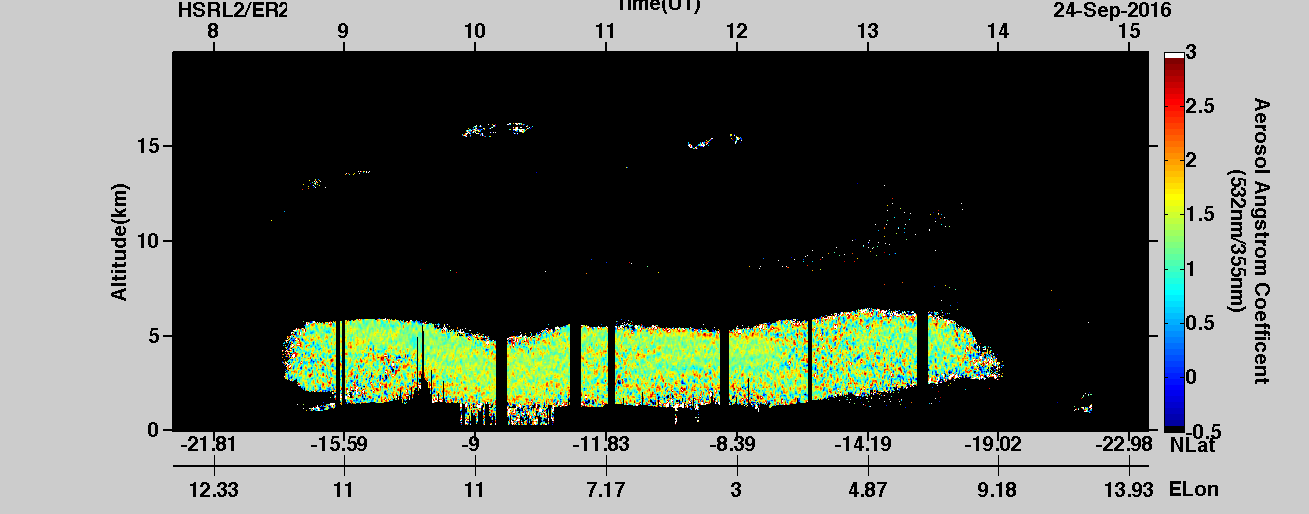 HSRL2/ER2 Time(UT) 24-Sep-2016
8 9 10 11 12 13 14 15
3
2.5
2
1.5
1
0.5
0
-0.5
Aerosol Angstrom Coefficent
(532nm/355nm)
Altitude(km)
15
10
5
0
-21.81 -15.59 -9 -11.83 -8.39 -14.19 -19.02 -22.98 NLat
12.33 11 11 7.17 3 4.87 9.18 13.93 ELon